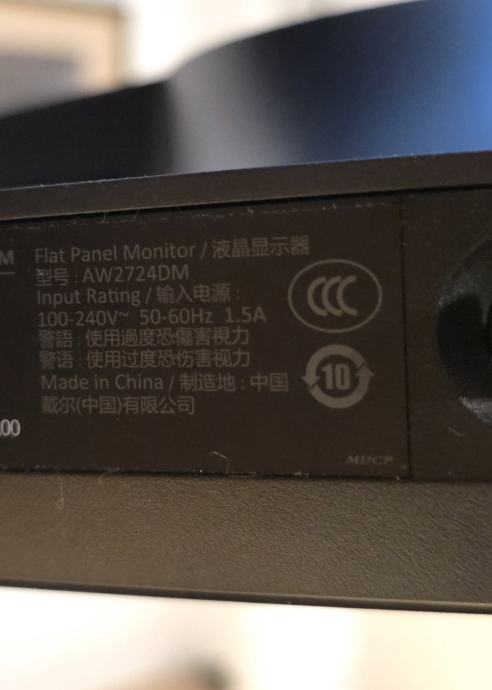 M
Flat Panel Monitor / 液晶显示器
型号 : AW2724DM
Input Rating / 输入电源 :
100-240V~ 50-60Hz 1.5A
警語 : 使用過度恐傷害視力
警语 : 使用过度恐伤害视力
Made in China / 制造地 : 中国
戴尔(中国)有限公司
.00
CCC
10
MDCP